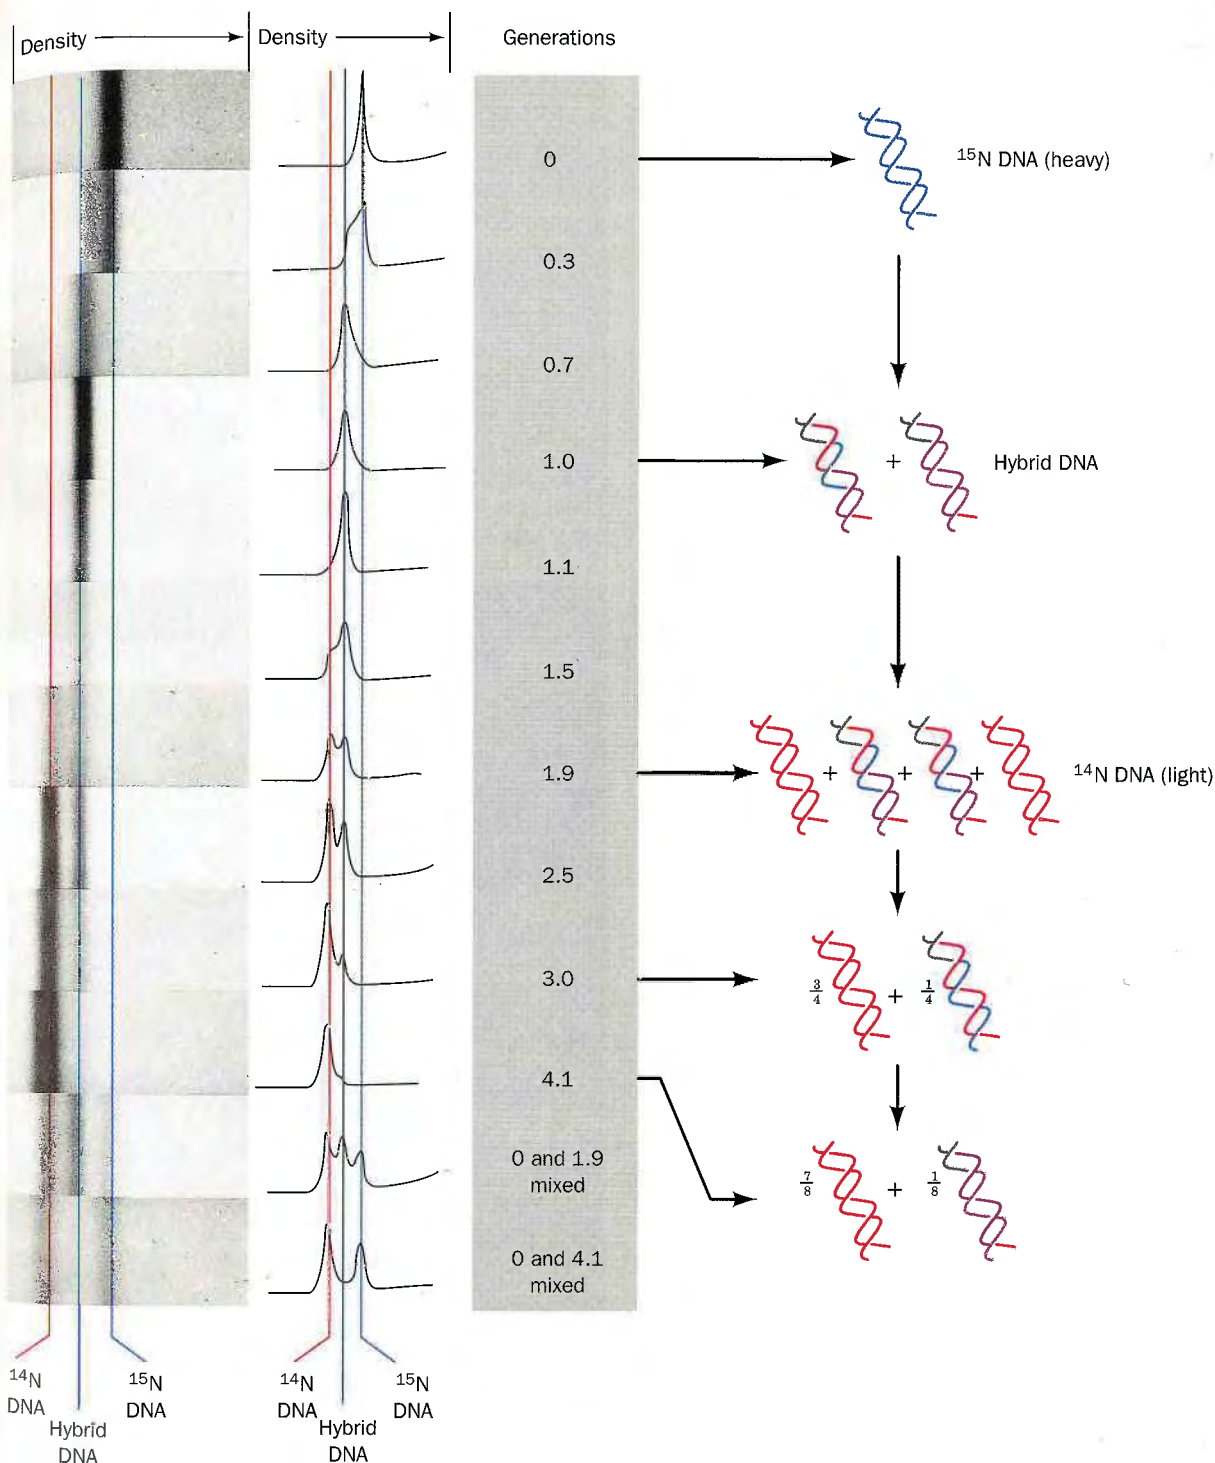 Density
Density
Generations
0
¹⁵N DNA (heavy)
0.3
0.7
1.0
+
Hybrid DNA
1.1
1.5
1.9
+
+
+
¹⁴N DNA (light)
2.5
3.0
3/4
+
1/4
4.1
0 and 1.9
mixed
7/8
+
1/8
0 and 4.1
mixed
¹⁴N
DNA
Hybrid
DNA
¹⁵N
DNA
¹⁴N
DNA
Hybrid
DNA
¹⁵N
DNA